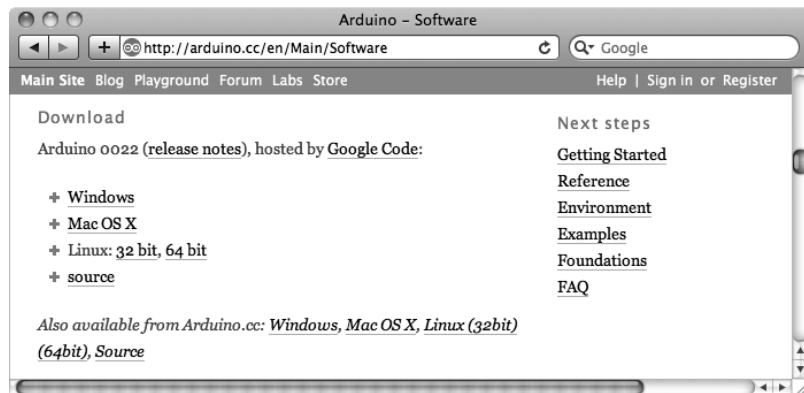 Arduino – Software
http://arduino.cc/en/Main/Software
Google
Main Site Blog Playground Forum Labs Store
Help | Sign in or Register
Download
Arduino 0022 (release notes), hosted by Google Code:
Windows
Mac OS X
Linux: 32 bit, 64 bit
source
Also available from Arduino.cc: Windows, Mac OS X, Linux (32bit)
(64bit), Source
Next steps
Getting Started
Reference
Environment
Examples
Foundations
FAQ